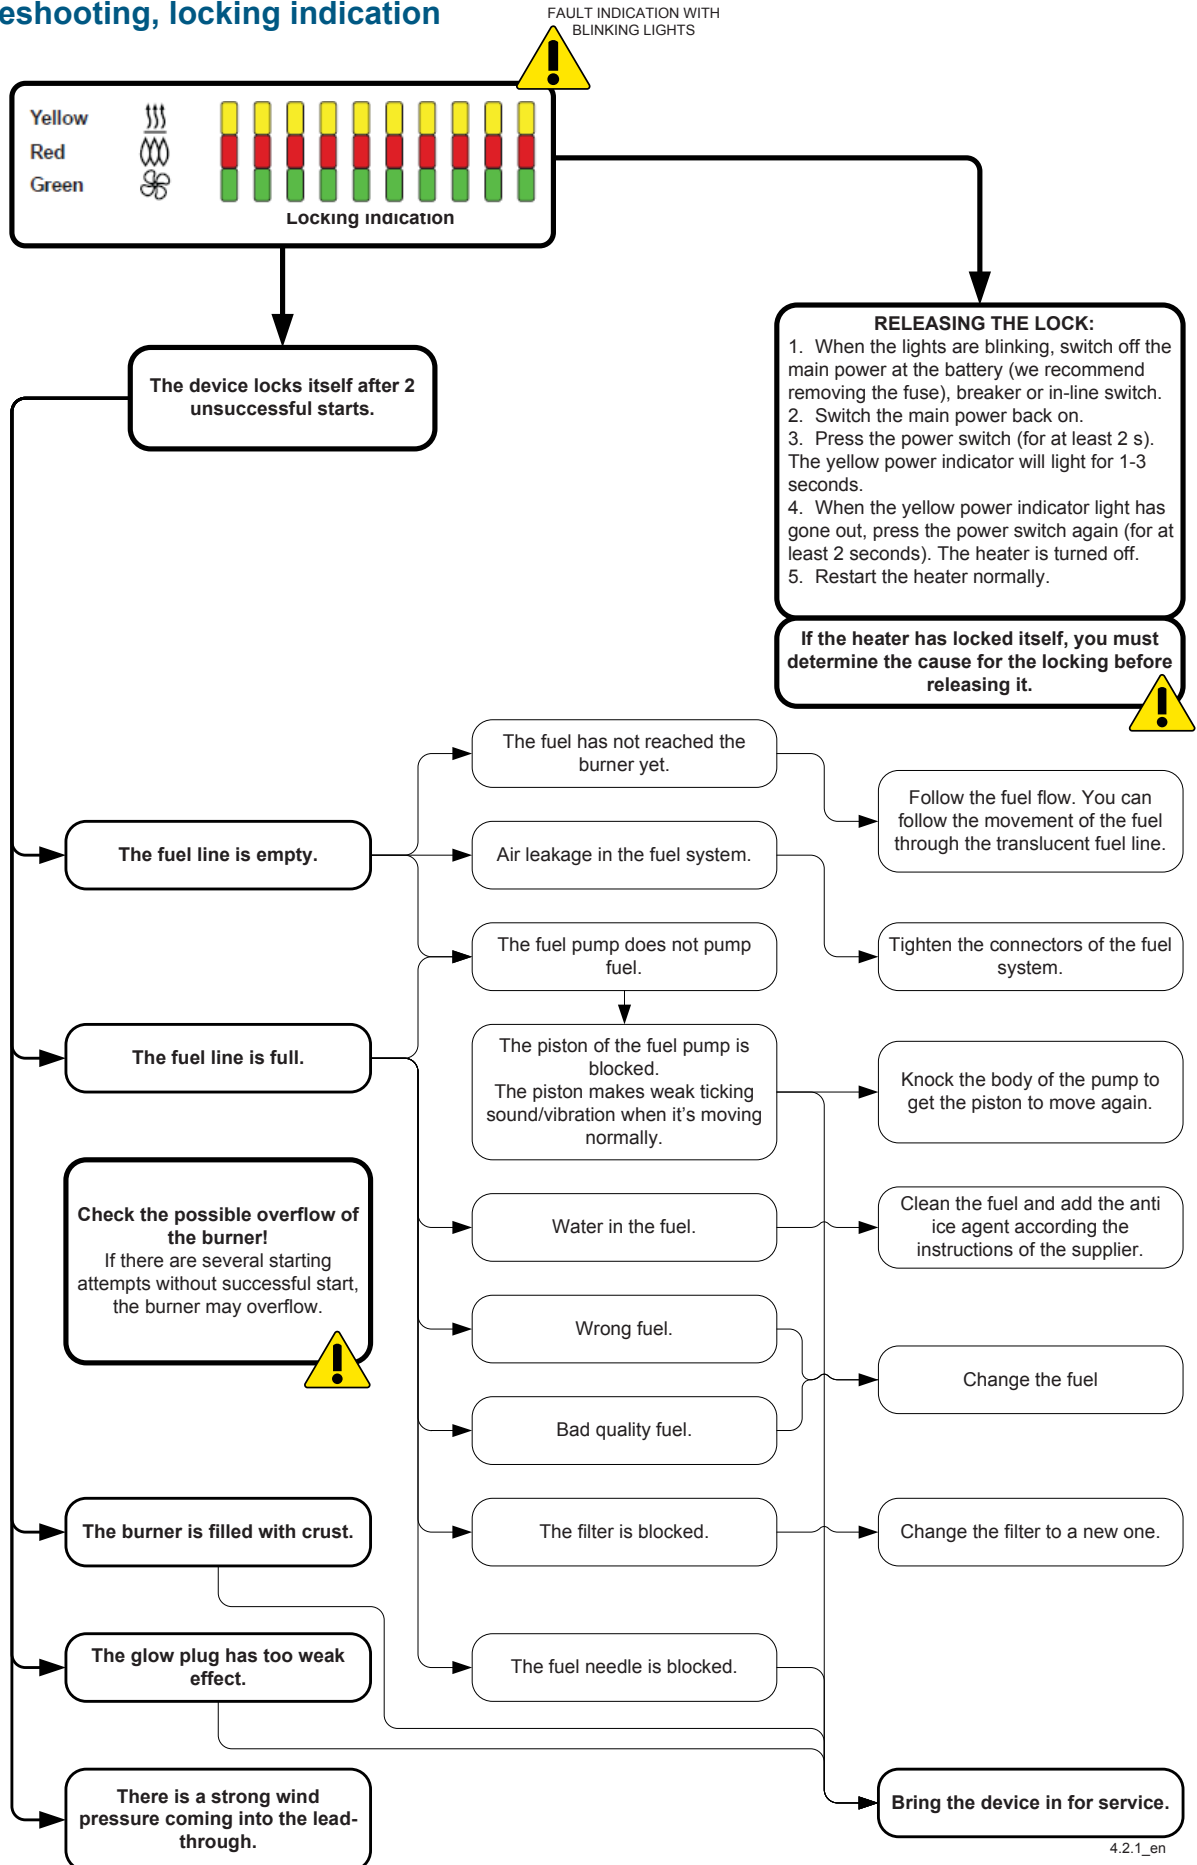 eshooting, locking indication
FAULT INDICATION WITH
BLINKING LIGHTS
Yellow
Red
Green
Locking indication
The device locks itself after 2
unsuccessful starts.
RELEASING THE LOCK:
1. When the lights are blinking, switch off the
main power at the battery (we recommend
removing the fuse), breaker or in-line switch.
2. Switch the main power back on.
3. Press the power switch (for at least 2 s).
The yellow power indicator will light for 1-3
seconds.
4. When the yellow power indicator light has
gone out, press the power switch again (for at
least 2 seconds). The heater is turned off.
5. Restart the heater normally.
If the heater has locked itself, you must
determine the cause for the locking before
releasing it.
The fuel has not reached the
burner yet.
Follow the fuel flow. You can
follow the movement of the fuel
through the translucent fuel line.
The fuel line is empty.
Air leakage in the fuel system.
The fuel pump does not pump
fuel.
Tighten the connectors of the fuel
system.
The fuel line is full.
The piston of the fuel pump is
blocked.
The piston makes weak ticking
sound/vibration when it's moving
normally.
Knock the body of the pump to
get the piston to move again.
Check the possible overflow of
the burner!
If there are several starting
attempts without successful start,
the burner may overflow.
Water in the fuel.
Clean the fuel and add the anti
ice agent according the
instructions of the supplier.
Wrong fuel.
Change the fuel
Bad quality fuel.
The burner is filled with crust.
The filter is blocked.
Change the filter to a new one.
The glow plug has too weak
effect.
The fuel needle is blocked.
There is a strong wind
pressure coming into the lead-
through.
Bring the device in for service.
4.2.1_en